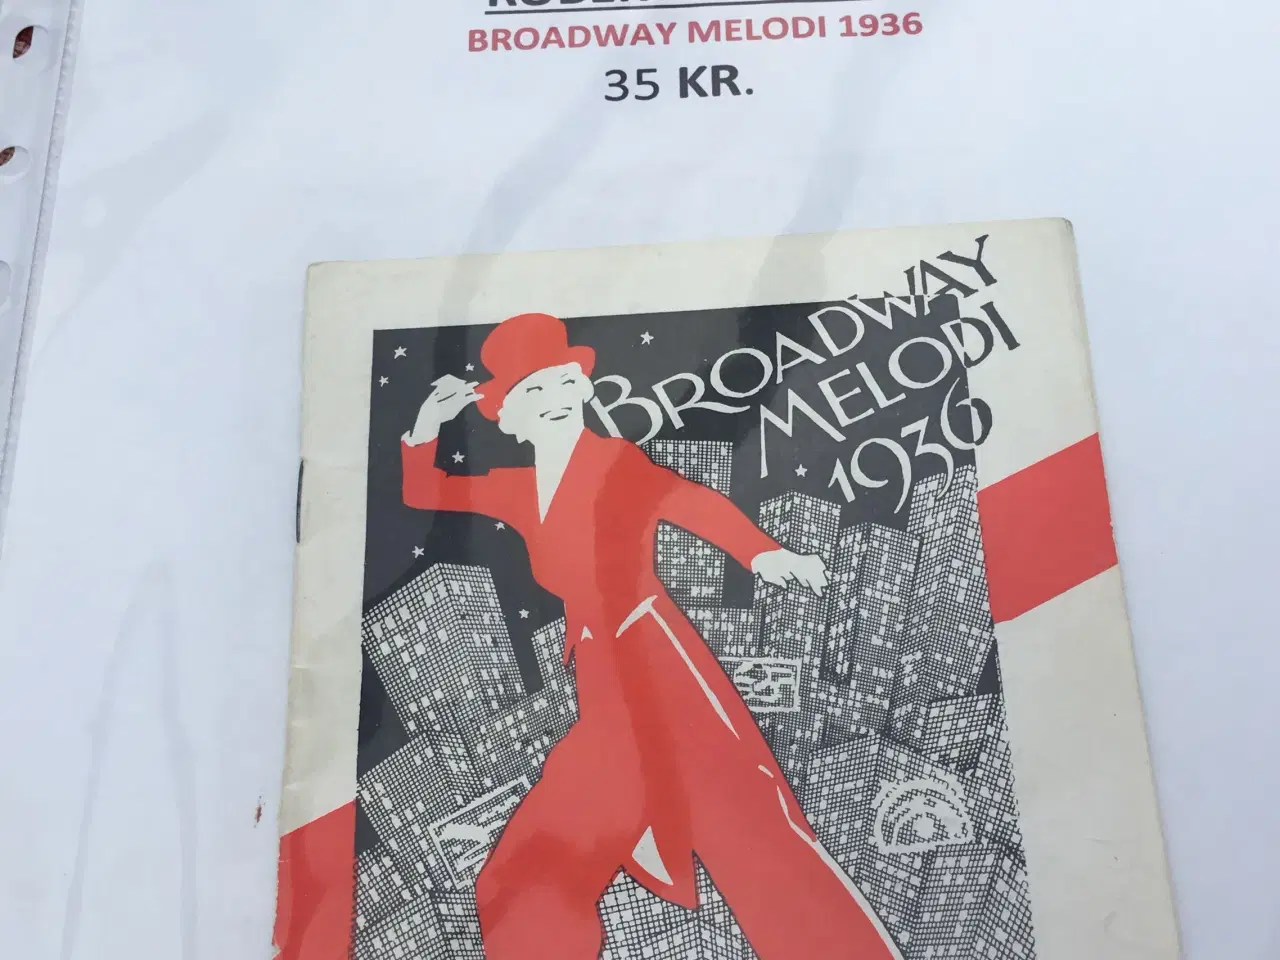 BROADWAY MELODI 1936
35 KR.
BROADWAY
MELODI
1936